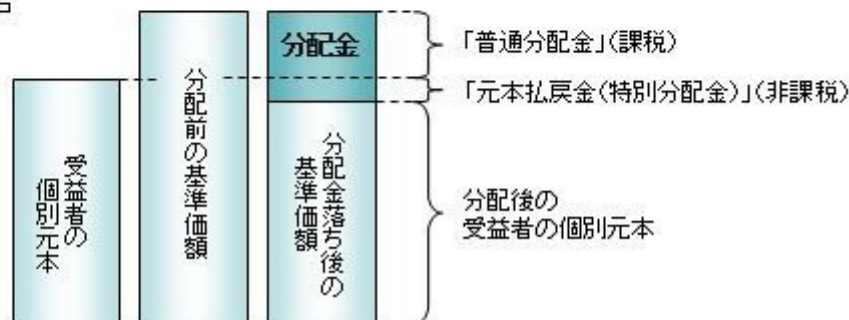 受益者の
個別元本
分配前の基準価額
分配金
分配金落ち後の
基準価額
「普通分配金」(課税)
「元本払戻金(特別分配金)」(非課税)
分配後の
受益者の個別元本